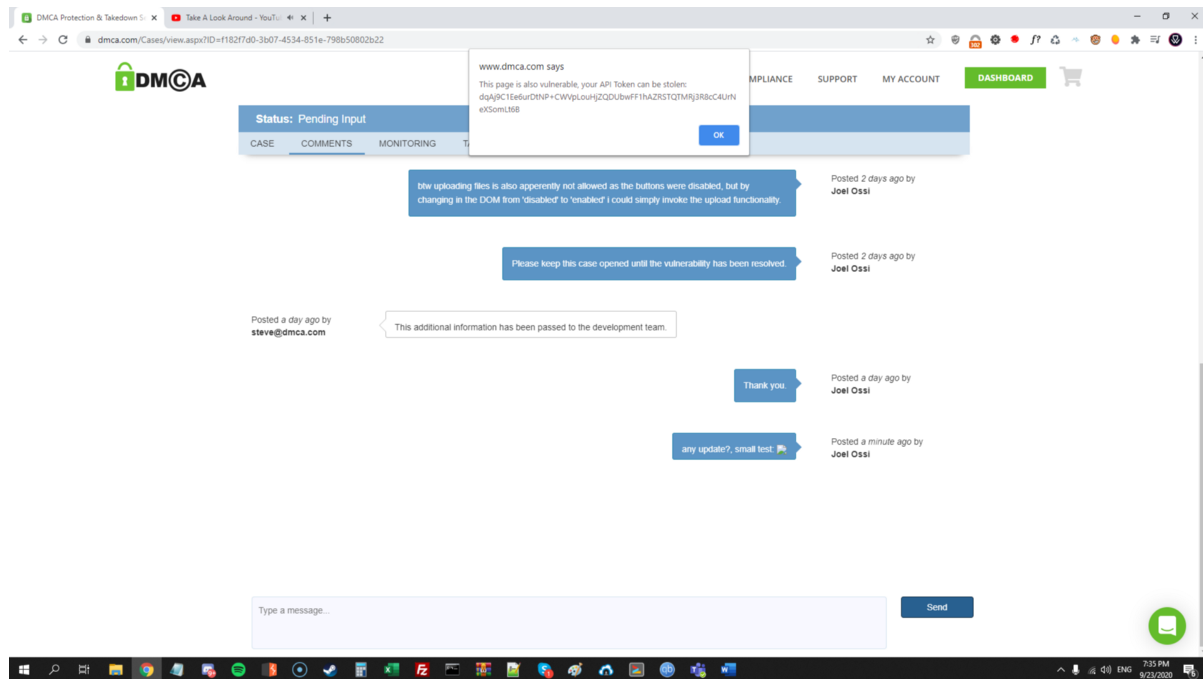 DMCA Protection & Takedown S
Take A Look Around - YouTu
dmca.com/Cases/view.aspx?ID=f182f7d0-3b07-4534-851e-798b50802b22
302
f?
DMCA
www.dmca.com says
This page is also vulnerable, your API Token can be stolen:
dqAj9C1Ee6urDtNP+CWVpLouHjZQDUbwFF1hAZRSTQTMRj3R8cC4UrN
eXSomLt6B
OK
MPLIANCE
SUPPORT
MY ACCOUNT
DASHBOARD
Status: Pending Input
CASE
COMMENTS
MONITORING
btw uploading files is also apperently not allowed as the buttons were disabled, but by
changing in the DOM from 'disabled' to 'enabled' i could simply invoke the upload functionality.
Posted 2 days ago by
Joel Ossi
Please keep this case opened until the vulnerability has been resolved.
Posted 2 days ago by
Joel Ossi
Posted a day ago by
steve@dmca.com
This additional information has been passed to the development team.
Thank you.
Posted a day ago by
Joel Ossi
any update?, small test:
Posted a minute ago by
Joel Ossi
Type a message...
Send
ENG
7:35 PM
9/23/2020